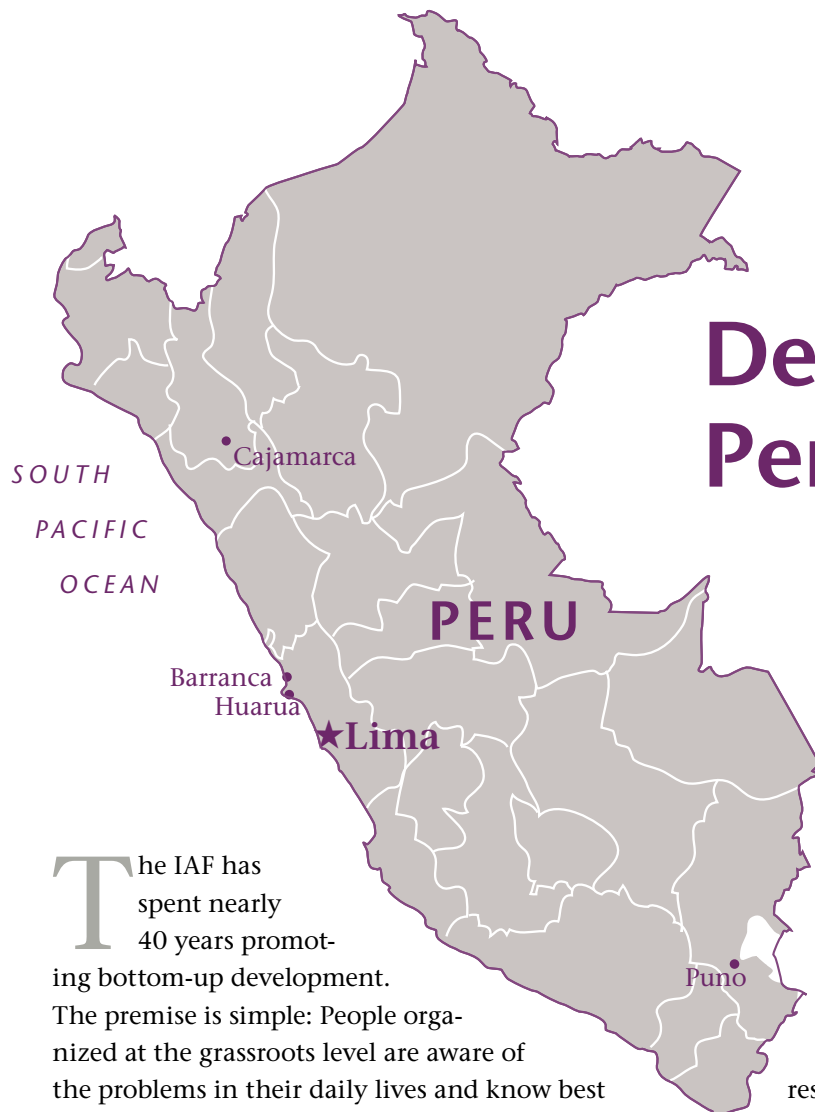 SOUTH
PACIFIC
OCEAN
Cajamarca
PERU
Barranca
Huarua
Lima
Puno
The IAF has
spent nearly
40 years promot-
ing bottom-up development.
The premise is simple: People orga-
nized at the grassroots level are aware of
the problems in their daily lives and know best